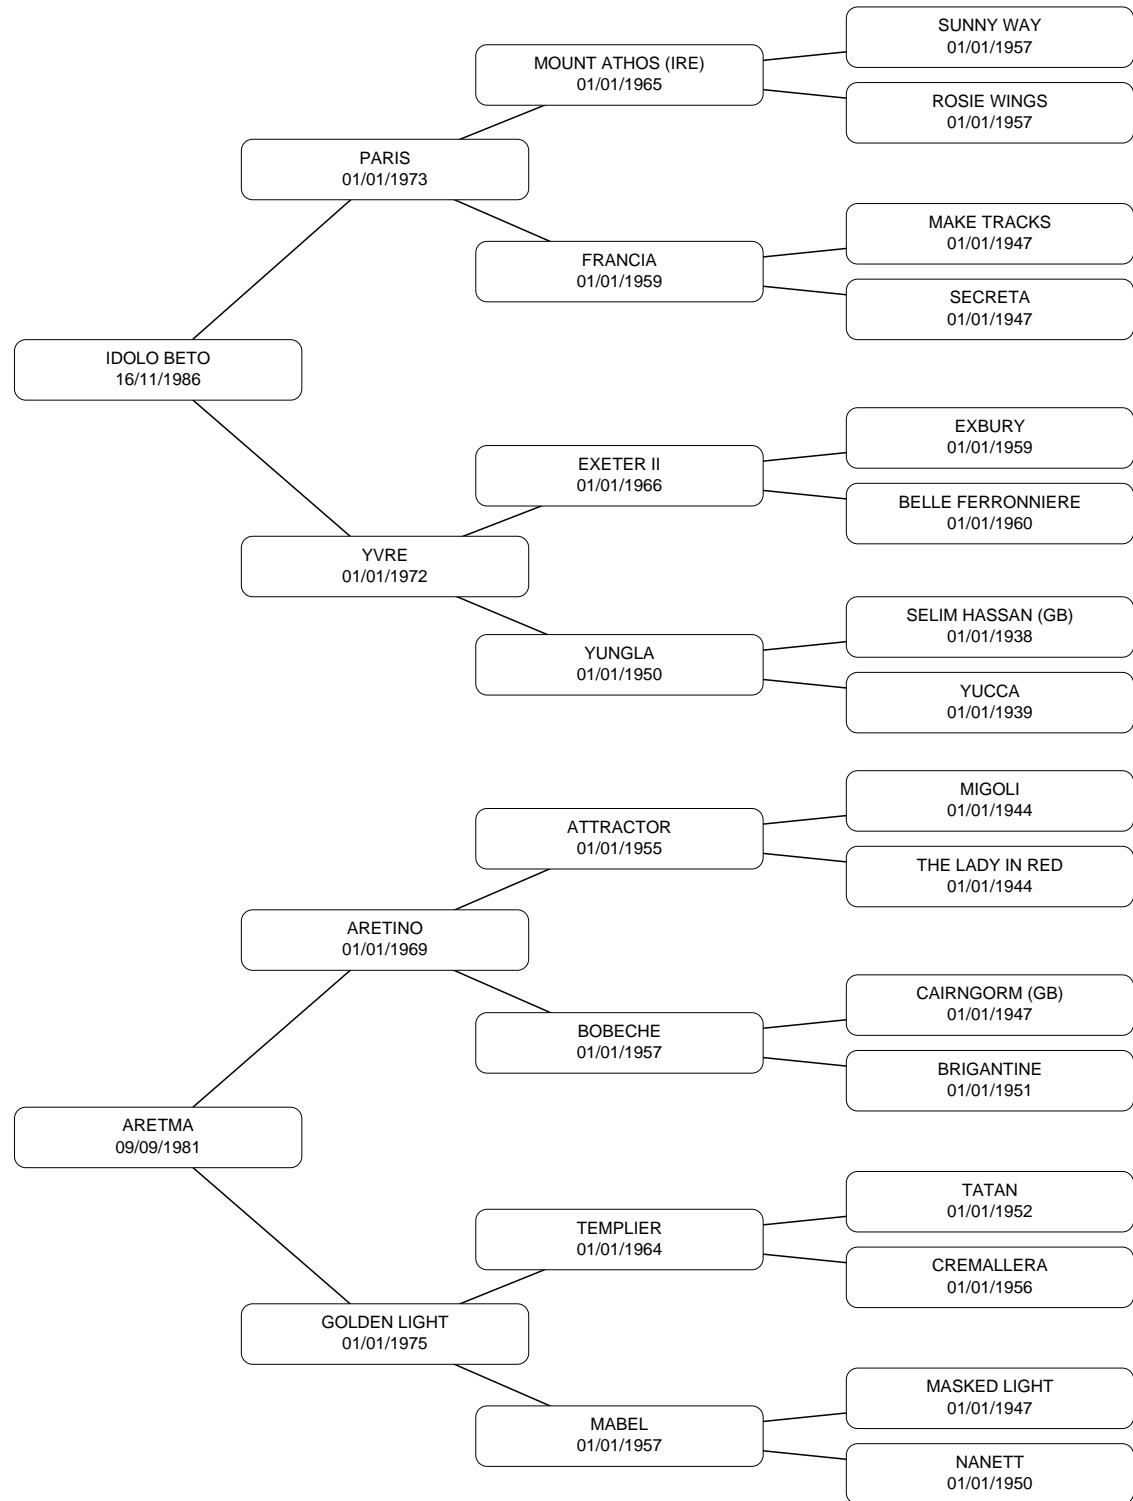 SUNNY WAY
01/01/1957
MOUNT ATHOS (IRE)
01/01/1965
ROSIE WINGS
01/01/1957
PARIS
01/01/1973
MAKE TRACKS
01/01/1947
FRANCIA
01/01/1959
SECRETA
01/01/1947
IDOLO BETO
16/11/1986
EXBURY
01/01/1959
EXETER II
01/01/1966
BELLE FERRONNIERE
01/01/1960
YVRE
01/01/1972
SELIM HASSAN (GB)
01/01/1938
YUNGLA
01/01/1950
YUCCA
01/01/1939
MIGOLI
01/01/1944
ATTRACTOR
01/01/1955
THE LADY IN RED
01/01/1944
ARETINO
01/01/1969
CAIRNGORM (GB)
01/01/1947
BOBECHE
01/01/1957
BRIGANTINE
01/01/1951
ARETMA
09/09/1981
TATAN
01/01/1952
TEMPLIER
01/01/1964
CREMALLERA
01/01/1956
GOLDEN LIGHT
01/01/1975
MASKED LIGHT
01/01/1947
MABEL
01/01/1957
NANETT
01/01/1950